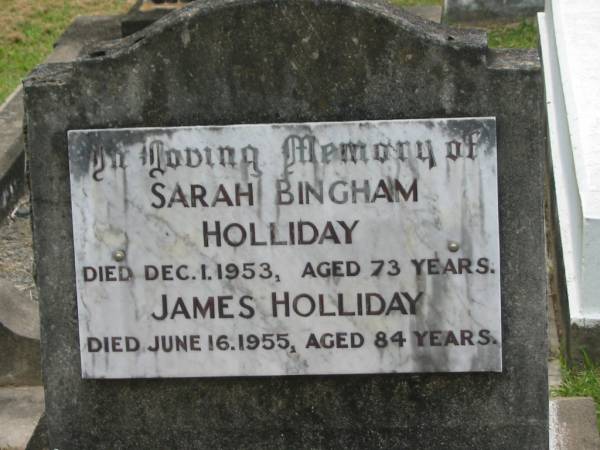 In Loving Memory of
SARAH BINGHAM
HOLLIDAY
DIED DEC. 1. 1953, AGED 73 YEARS.
JAMES HOLLIDAY
DIED JUNE 16. 1955, AGED 84 YEARS.